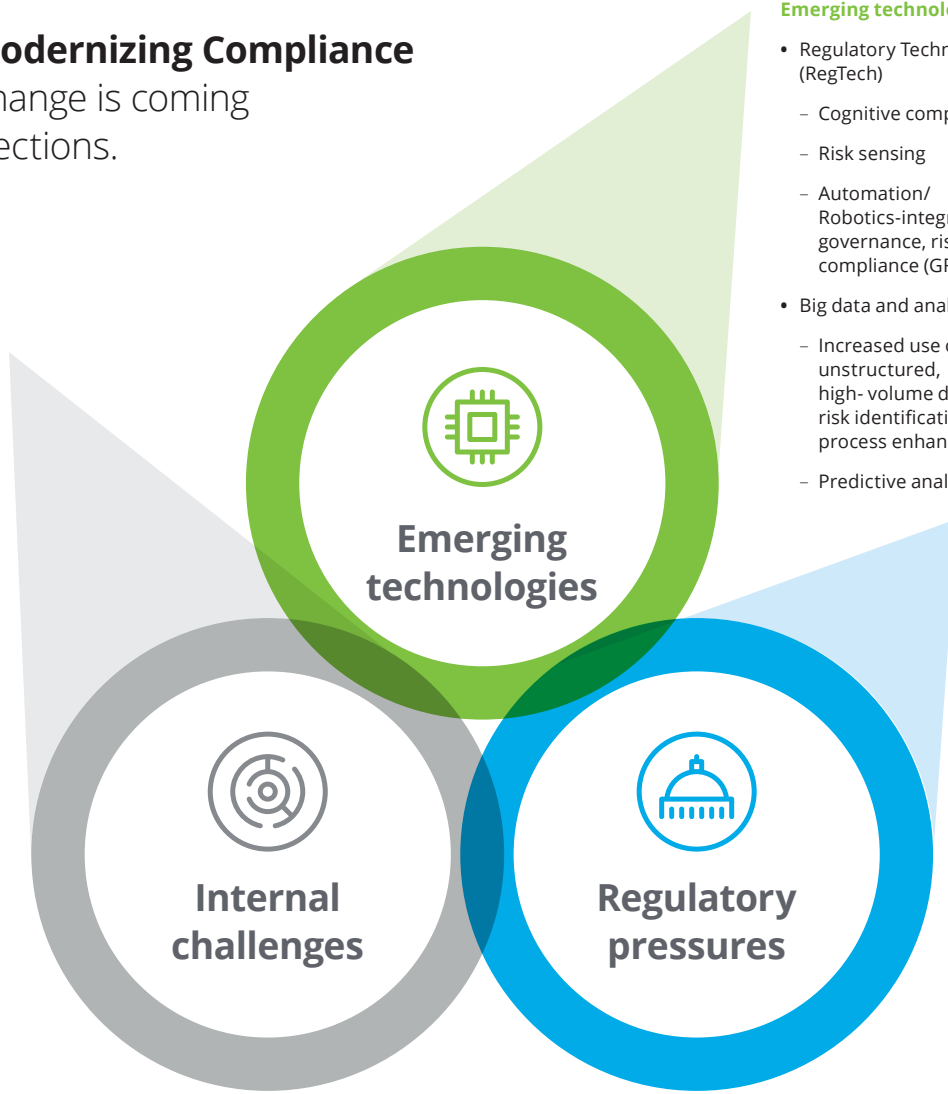 odernizing Compliance
hange is coming
ections.
Emerging technolo
• Regulatory Techn
(RegTech)
– Cognitive comp
– Risk sensing
– Automation/
Robotics-integr
governance, ris
compliance (GR
• Big data and anal
– Increased use o
unstructured,
high- volume d
risk identificati
process enhan
– Predictive anal
Emerging
technologies
Internal
challenges
Regulatory
pressures